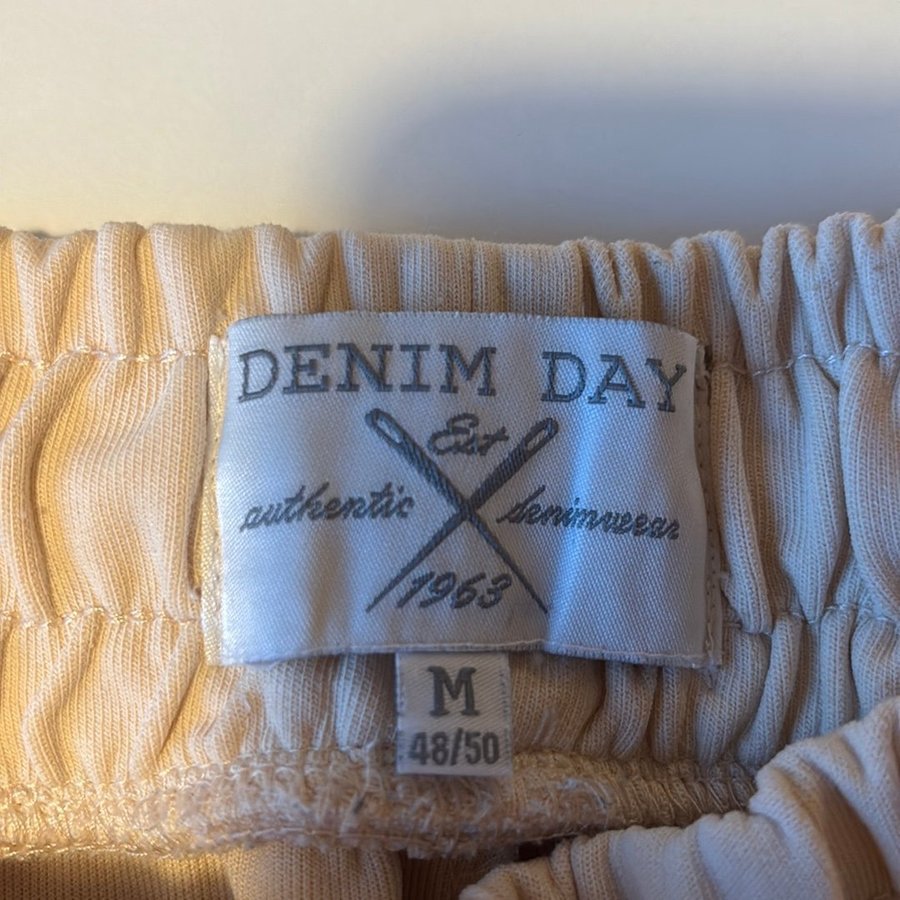 DENIM DAY
Est
authentic denimwear
1963
M
48/50